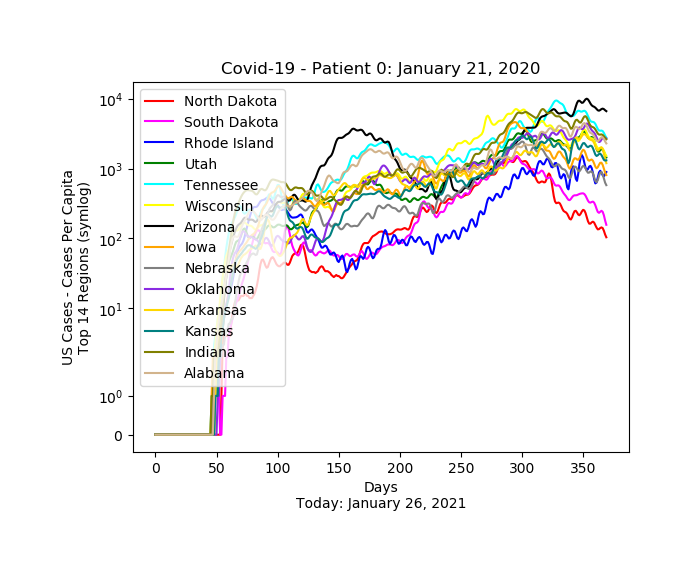 Covid-19 - Patient 0: January 21, 2020
US Cases - Cases Per Capita
Top 14 Regions (symlog)
10^4
10^3
10^2
10^1
10^0
0
North Dakota
South Dakota
Rhode Island
Utah
Tennessee
Wisconsin
Arizona
Iowa
Nebraska
Oklahoma
Arkansas
Kansas
Indiana
Alabama
0 50 100 150 200 250 300 350
Days
Today: January 26, 2021